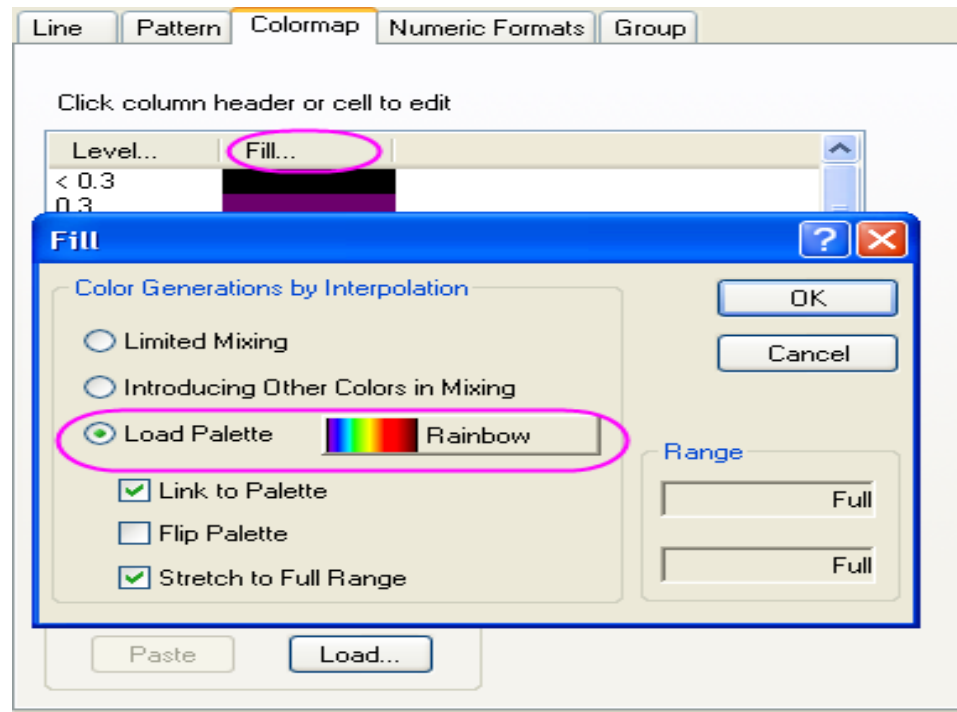 Line Pattern Colormap Numeric Formats Group
Click column header or cell to edit
Level... Fill...
< 0.3
0.3
Fill
Color Generations by Interpolation
OK
Limited Mixing
Cancel
Introducing Other Colors in Mixing
Load Palette Rainbow
Range
Link to Palette
Full
Flip Palette
Full
Stretch to Full Range
Paste Load...